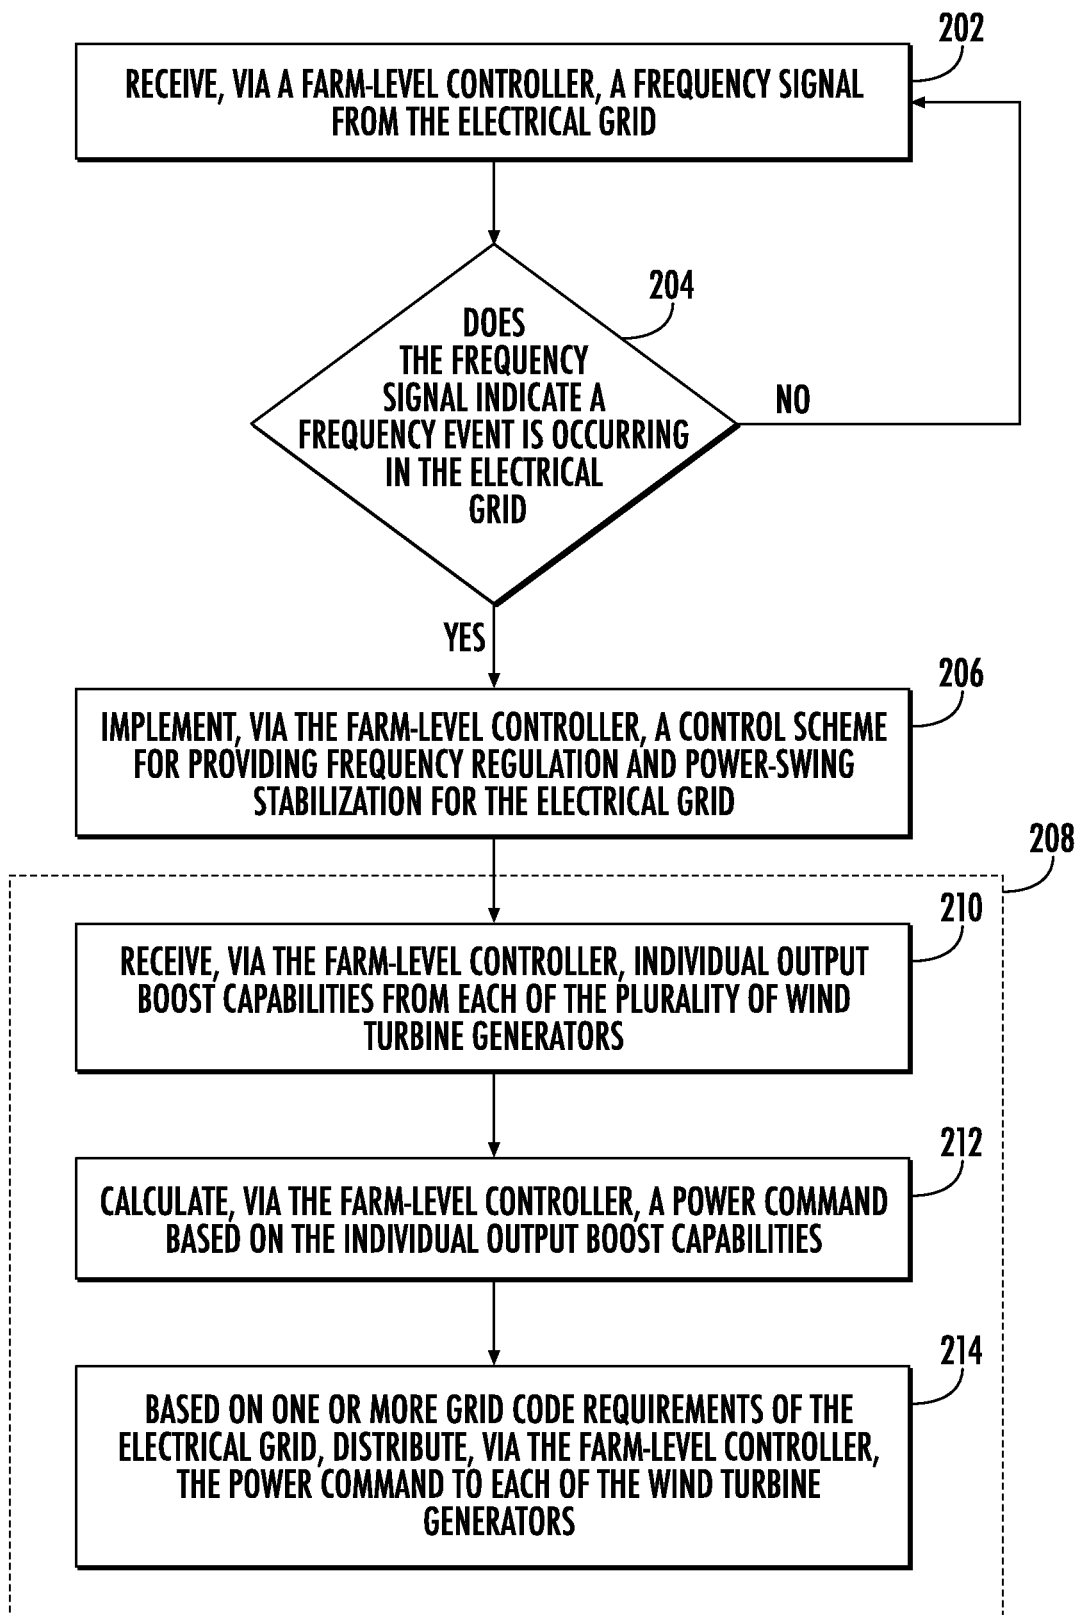 202
RECEIVE, VIA A FARM-LEVEL CONTROLLER, A FREQUENCY SIGNAL
FROM THE ELECTRICAL GRID
204
DOES
THE FREQUENCY
SIGNAL INDICATE A
FREQUENCY EVENT IS OCCURRING
IN THE ELECTRICAL
GRID
NO
YES
206
IMPLEMENT, VIA THE FARM-LEVEL CONTROLLER, A CONTROL SCHEME
FOR PROVIDING FREQUENCY REGULATION AND POWER-SWING
STABILIZATION FOR THE ELECTRICAL GRID
208
210
RECEIVE, VIA THE FARM-LEVEL CONTROLLER, INDIVIDUAL OUTPUT
BOOST CAPABILITIES FROM EACH OF THE PLURALITY OF WIND
TURBINE GENERATORS
212
CALCULATE, VIA THE FARM-LEVEL CONTROLLER, A POWER COMMAND
BASED ON THE INDIVIDUAL OUTPUT BOOST CAPABILITIES
214
BASED ON ONE OR MORE GRID CODE REQUIREMENTS OF THE
ELECTRICAL GRID, DISTRIBUTE, VIA THE FARM-LEVEL CONTROLLER,
THE POWER COMMAND TO EACH OF THE WIND TURBINE
GENERATORS